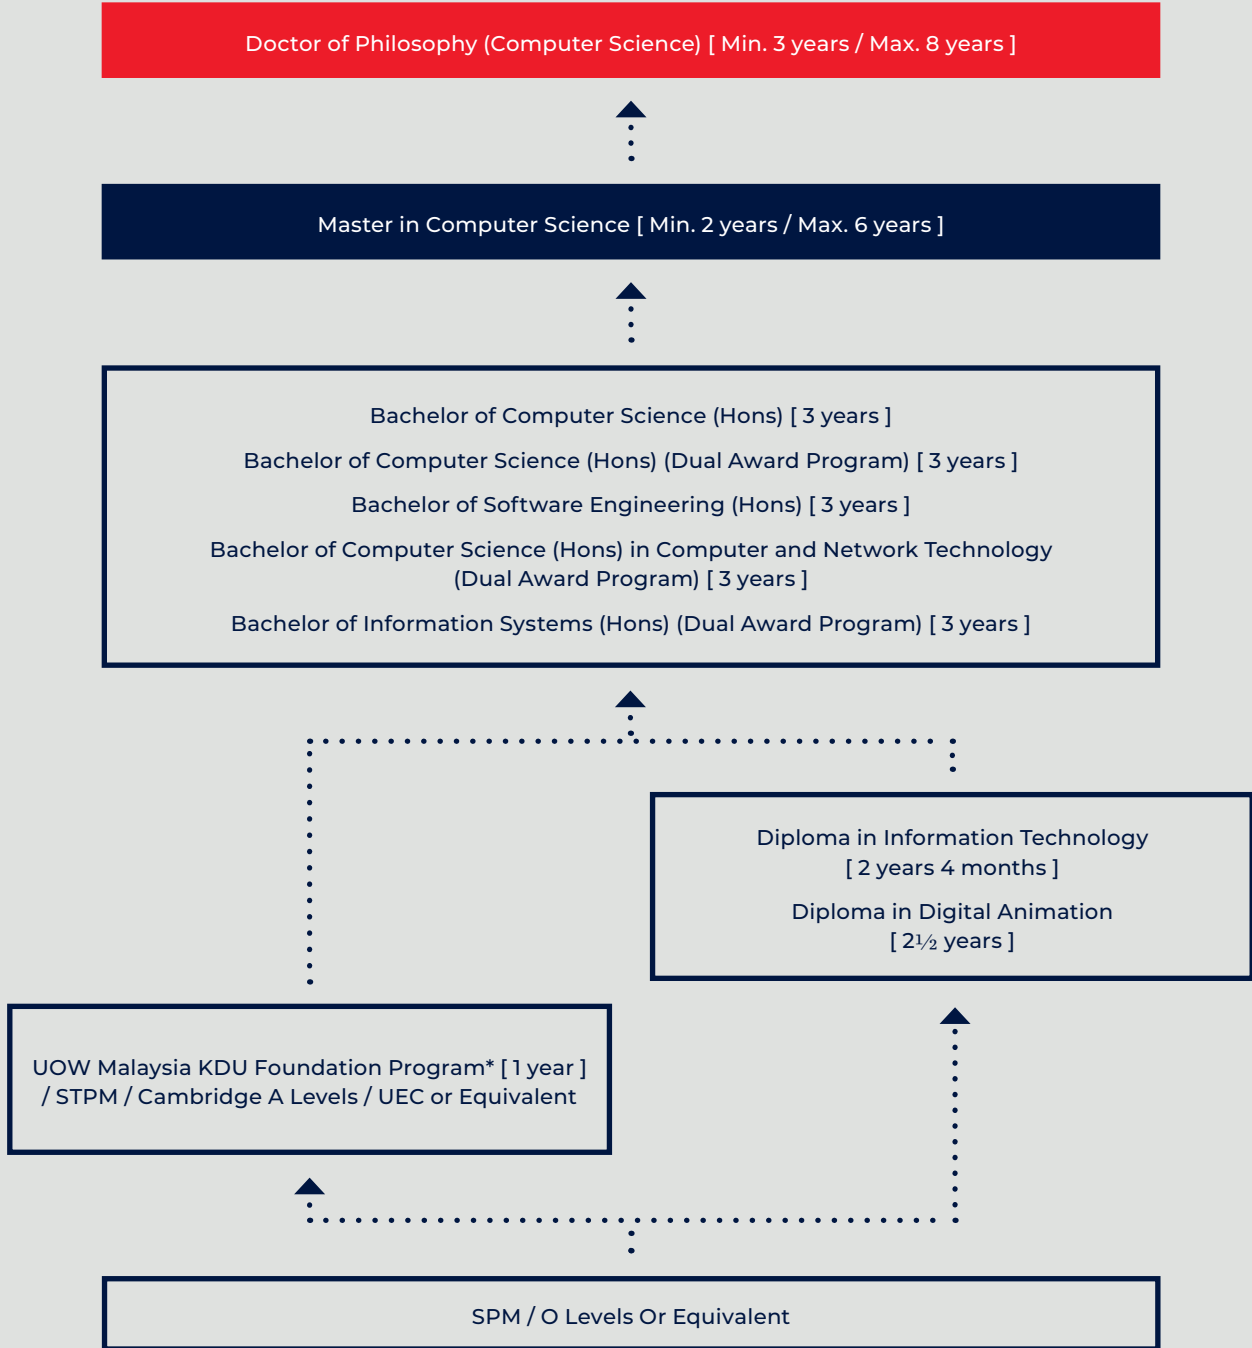 Doctor of Philosophy (Computer Science) [ Min. 3 years / Max. 8 years ]
Master in Computer Science [ Min. 2 years / Max. 6 years ]
Bachelor of Computer Science (Hons) [ 3 years ]
Bachelor of Computer Science (Hons) (Dual Award Program) [ 3 years ]
Bachelor of Software Engineering (Hons) [ 3 years ]
Bachelor of Computer Science (Hons) in Computer and Network Technology
(Dual Award Program) [ 3 years ]
Bachelor of Information Systems (Hons) (Dual Award Program) [ 3 years ]
Diploma in Information Technology
[ 2 years 4 months ]
Diploma in Digital Animation
[ 2½ years ]
UOW Malaysia KDU Foundation Program* [ 1 year ]
/ STPM / Cambridge A Levels / UEC or Equivalent
SPM / O Levels Or Equivalent